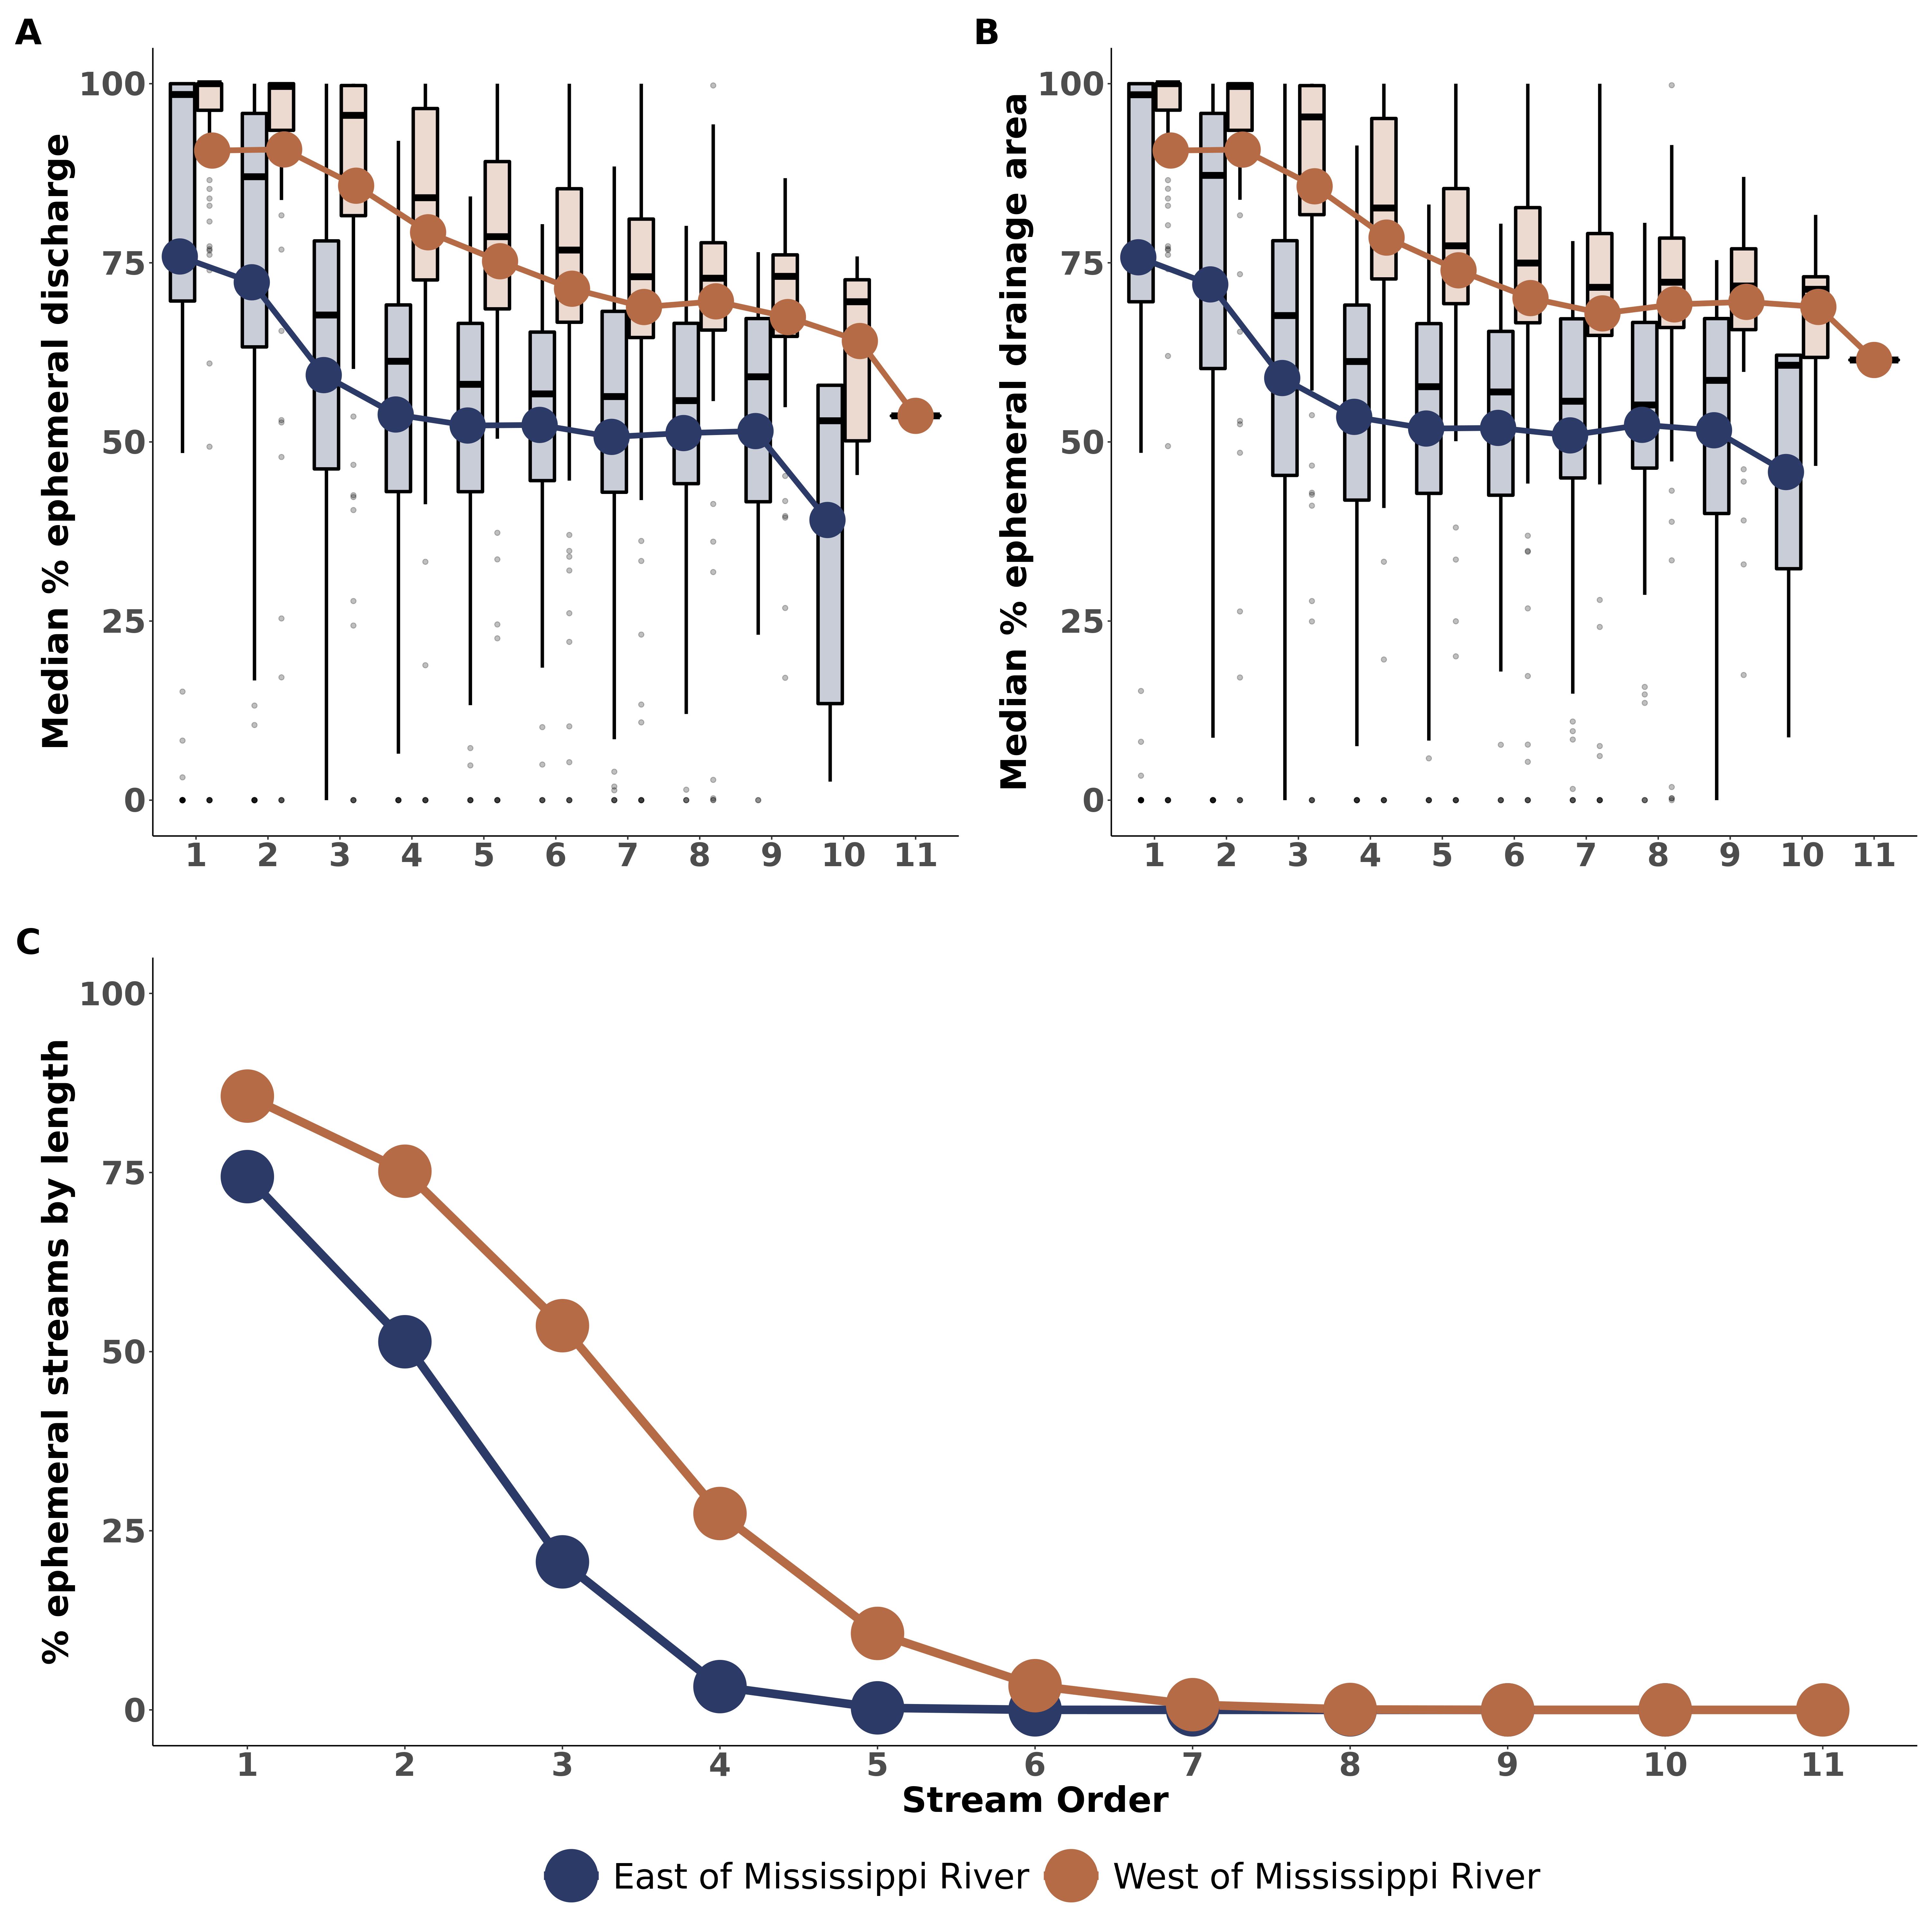 A
Median % ephemeral discharge
100
75
50
25
0
1 2 3 4 5 6 7 8 9 10 11
B
Median % ephemeral drainage area
100
75
50
25
0
1 2 3 4 5 6 7 8 9 10 11
C
% ephemeral streams by length
100
75
50
25
0
1 2 3 4 5 6 7 8 9 10 11
Stream Order
East of Mississippi River West of Mississippi River